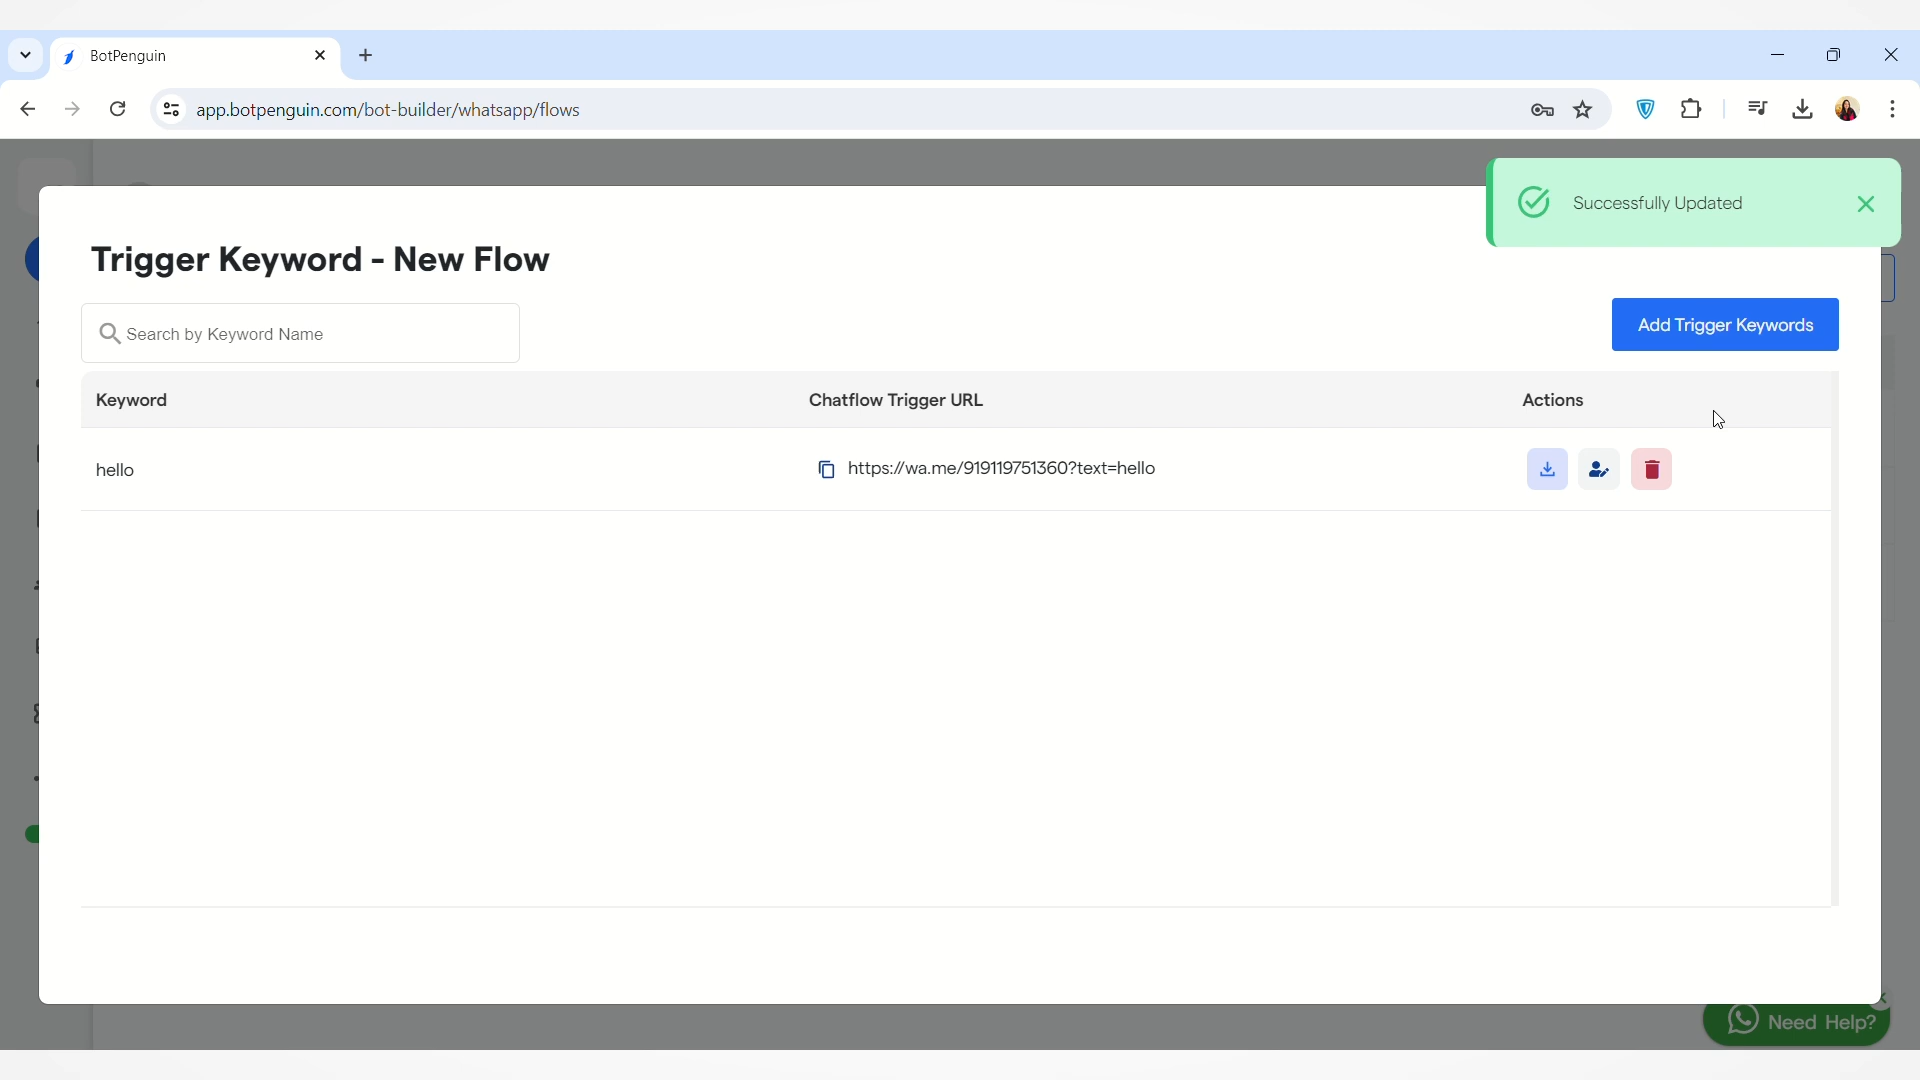 BotPenguin
app.botpenguin.com/bot-builder/whatsapp/flows
Successfully Updated
Trigger Keyword - New Flow
Search by Keyword Name
Add Trigger Keywords
Keyword Chatflow Trigger URL Actions
hello https://wa.me/919119751360?text=hello
Need Help?